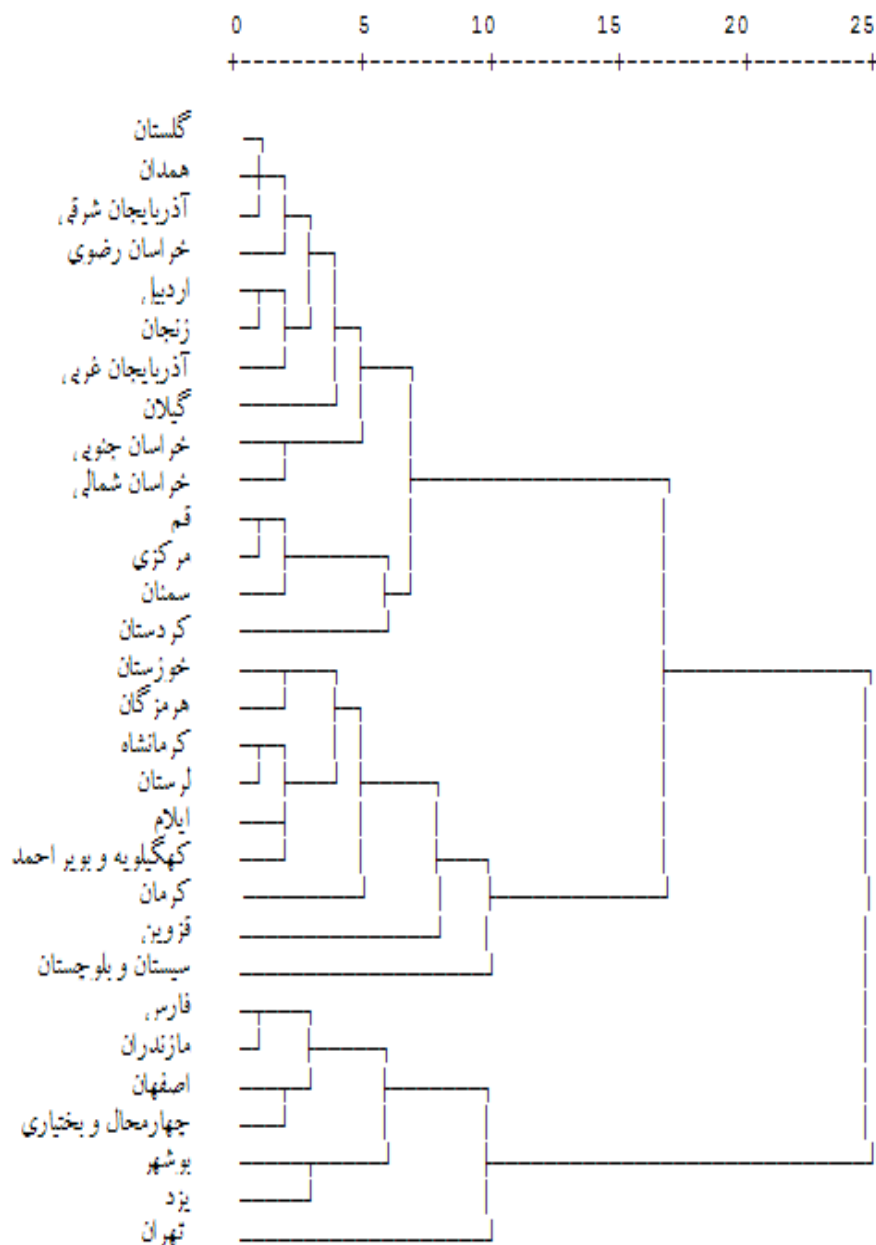 0 5 10 15 20 25
گلستان
همدان
آذربایجان شرقی
خراسان رضوی
اردبیل
زنجان
آذربایجان غربی
گیلان
خراسان جنوبی
خراسان شمالی
قم
مرکزی
سمنان
کردستان
خوزستان
هرمزگان
کرمانشاه
لرستان
ایلام
کهگیلویه و بویر احمد
کرمان
قزوین
سیستان و بلوچستان
فارس
مازندران
اصفهان
چهارمحال و بختیاری
بوشهر
یزد
تهران